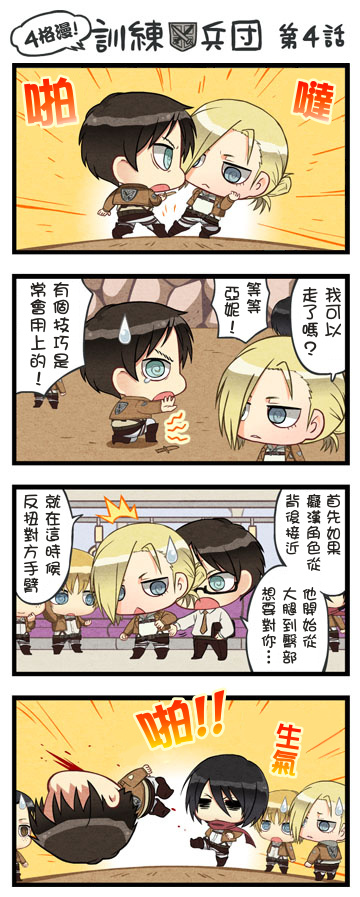 4格漫!
訓練兵団 第4話
噠
啪
我可以
走了嗎?
等等
亞妮!
有個技巧是
常會用上的!
首先如果
癡漢角色從
背後接近
他開始從
大腿到臀部
想要對你…
就在這時候
反扭對方手臂
啪!!
生氣